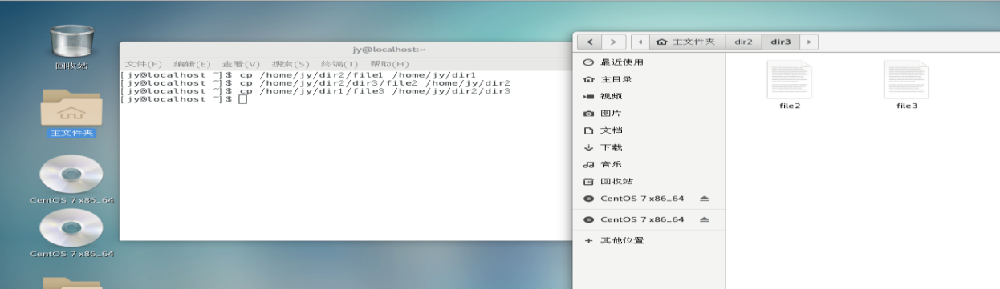 回收站
主文件夹
CentOS 7 x86_64
CentOS 7 x86_64
jy@localhost:~
文件(F) 编辑(E) 查看(V) 搜索(S) 终端(T) 帮助(H)
[jy@localhost ~]$ cp /home/jy/dir2/file1 /home/jy/dir1
[jy@localhost ~]$ cp /home/jy/dir2/dir3/file2 /home/jy/dir2
[jy@localhost ~]$ cp /home/jy/dir1/file3 /home/jy/dir2/dir3
[jy@localhost ~]$
主文件夹 dir2 dir3
最近使用
主目录
视频
图片
文档
下载
音乐
回收站
CentOS 7 x86_64
CentOS 7 x86_64
其他位置
file2
file3